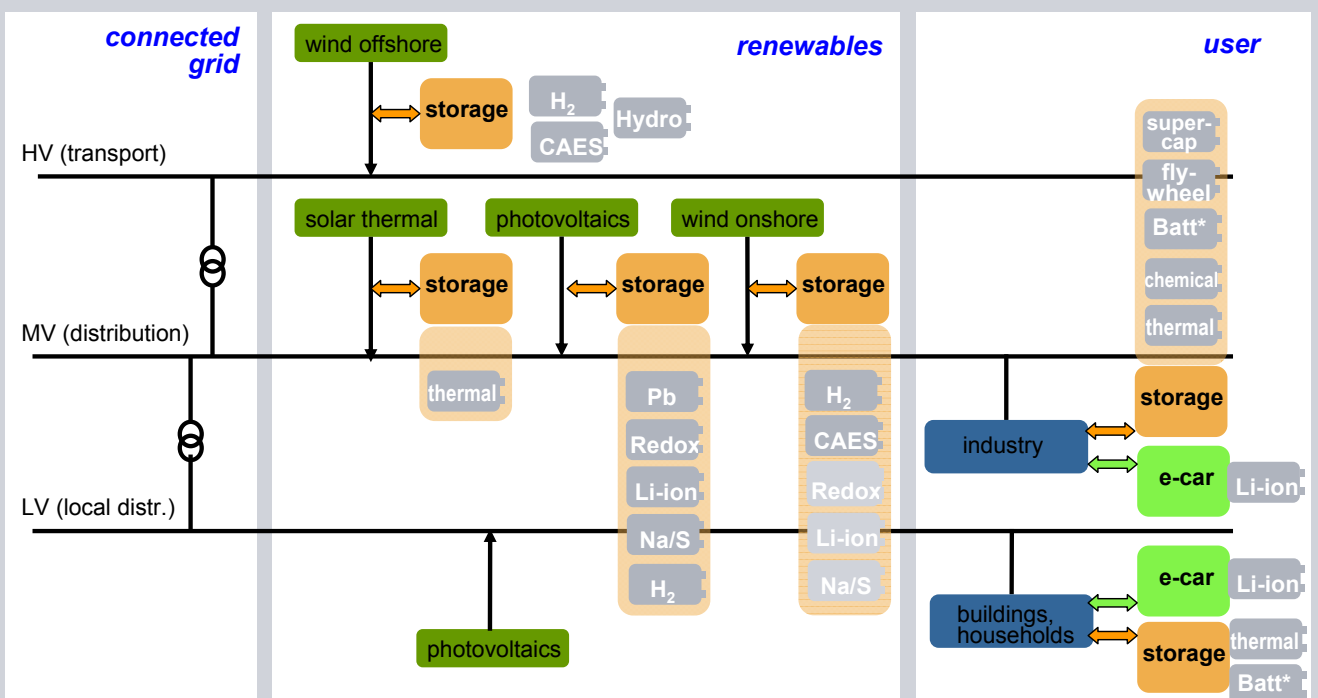 connected
grid
renewables
user
wind offshore
storage
H2
CAES
Hydro
HV (transport)
super-
cap
fly-
wheel
Batt*
chemical
thermal
solar thermal
photovoltaics
wind onshore
storage
storage
storage
MV (distribution)
thermal
Pb
Redox
Li-ion
Na/S
H2
H2
CAES
Redox
Li-ion
Na/S
storage
industry
e-car
Li-ion
LV (local distr.)
photovoltaics
e-car
Li-ion
buildings,
households
storage
thermal
Batt*